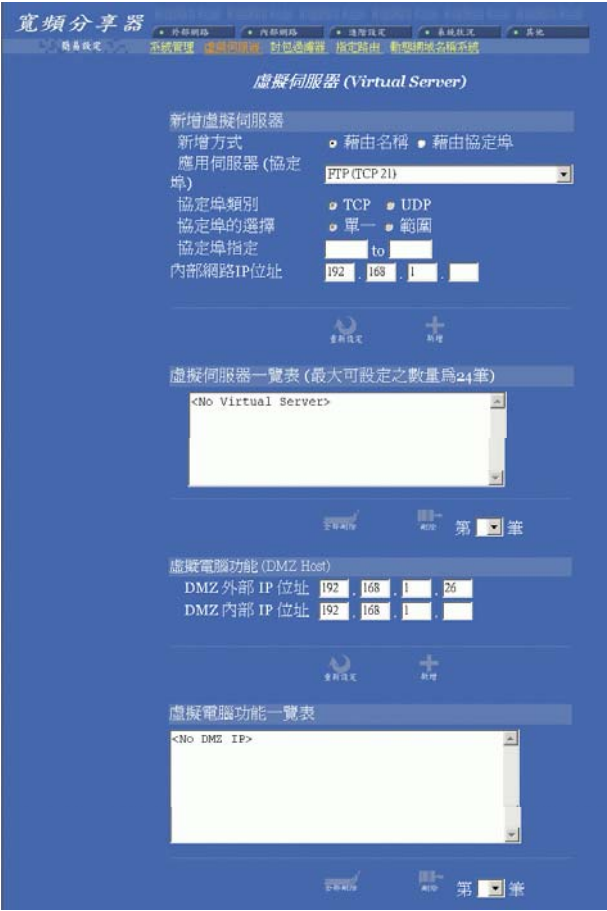 寬頻分享器
• 外部網路 • 內部網路 • 進階設定 • 系統狀況 • 其他
簡易設定 系統管理 虛擬伺服器 封包過濾器 指定路由 動態網域名稱系統
虛擬伺服器 (Virtual Server)
新增虛擬伺服器
新增方式 藉由名稱 藉由協定埠
應用伺服器 (協定
埠) FTP (TCP 21)
協定埠類別 TCP UDP
協定埠的選擇 單一 範圍
協定埠指定 to
內部網路IP位址 192 . 168 . 1 .
重新設定 新增
虛擬伺服器一覽表 (最大可設定之數量為24筆)
<No Virtual Server>
全部刪除 刪除 第 筆
虛擬電腦功能 (DMZ Host)
DMZ 外部 IP 位址 192 . 168 . 1 . 26
DMZ 內部 IP 位址 192 . 168 . 1 .
重新設定 新增
虛擬電腦功能一覽表
<No DMZ IP>
全部刪除 刪除 第 筆